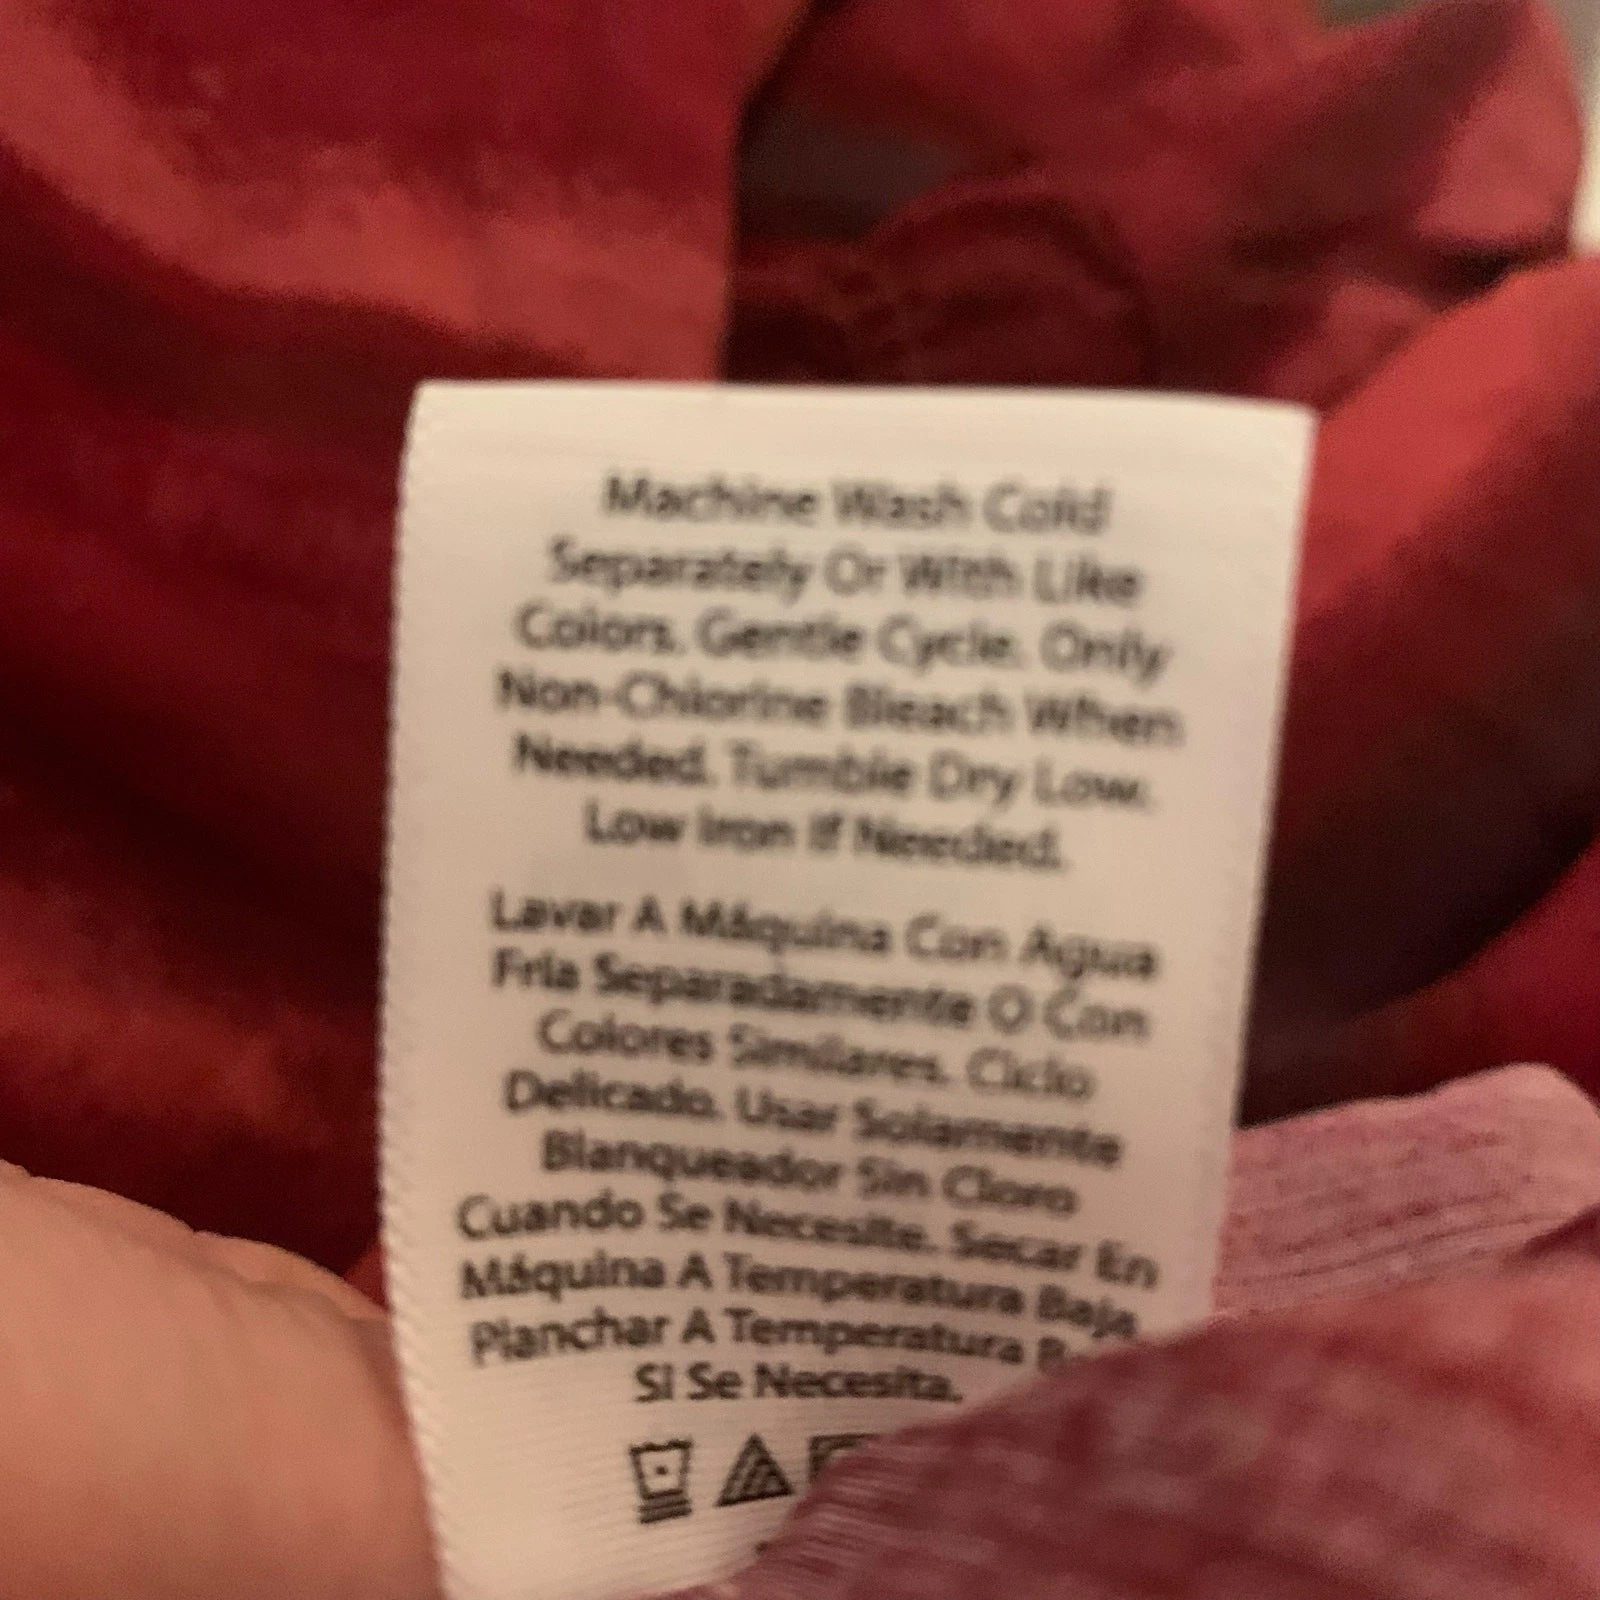 Machine Wash Cold
Separately Or With Like
Colors. Gentle Cycle. Only
Non-Chlorine Bleach When
Needed. Tumble Dry Low.
Low Iron If Needed.
Lavar A Máquina Con Agua
Fría Separadamente O Con
Colores Similares. Ciclo
Delicado. Usar Solamente
Blanqueador Sin Cloro
Cuando Se Necesite. Secar En
Máquina A Temperatura Baja.
Planchar A Temperatura
Si Se Necesita.